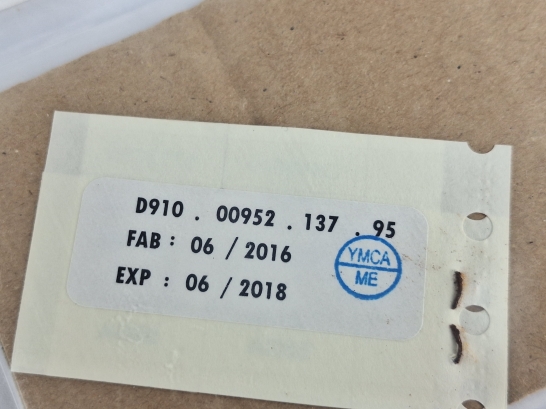 D910 . 00952 . 137 . 95
FAB : 06 / 2016
EXP : 06 / 2018
YMCA
ME